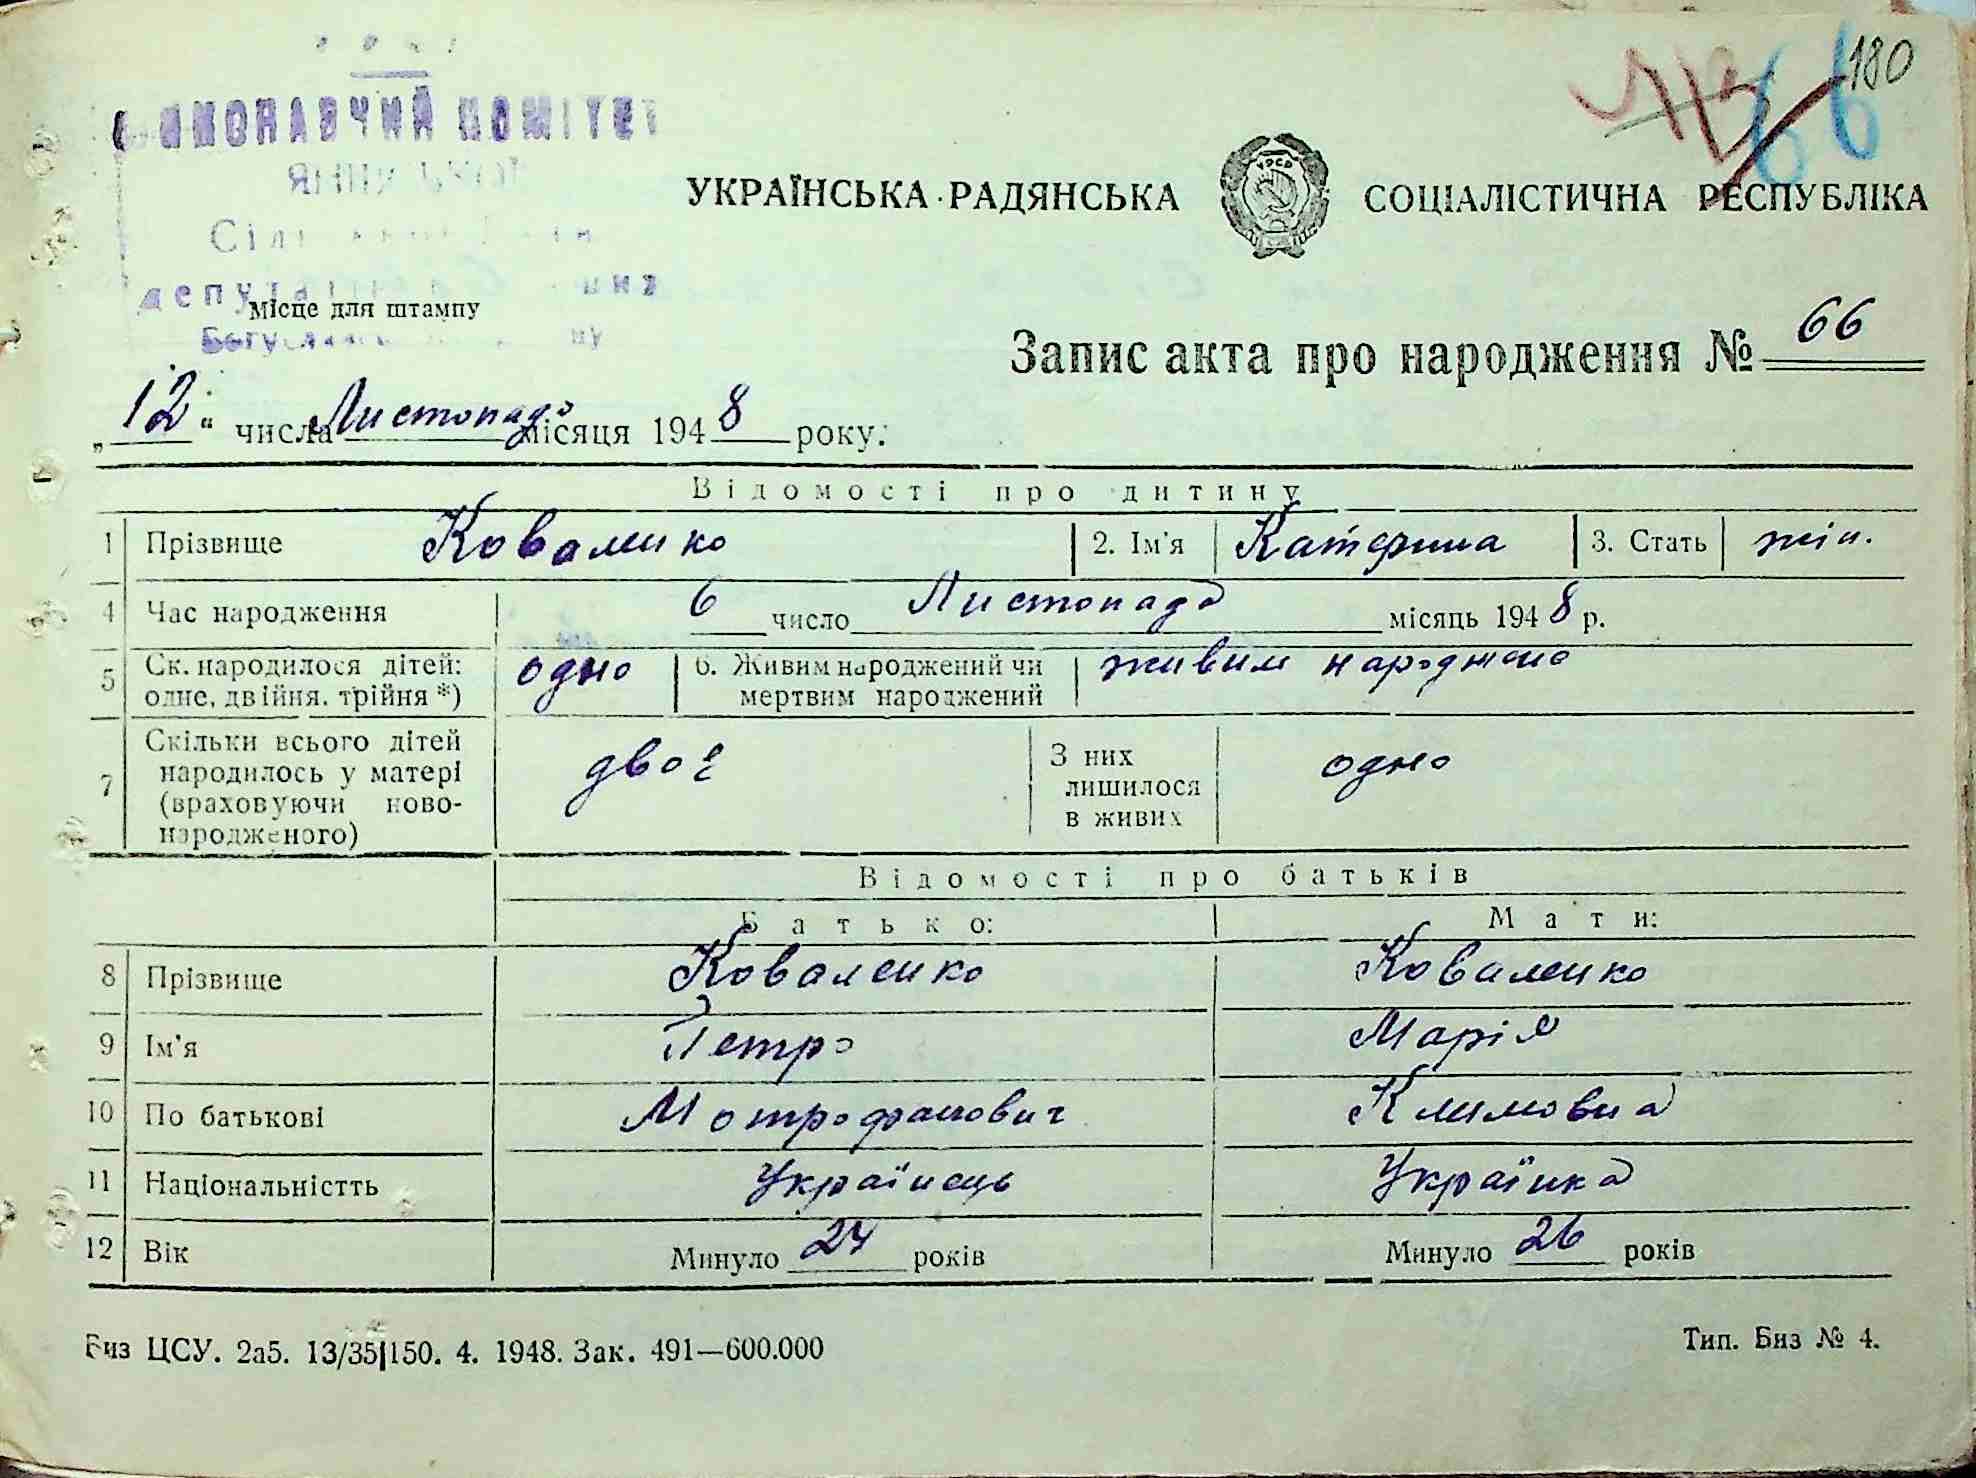 180
66
ВИКОНАВЧИЙ КОМІТЕТ
УКРАЇНСЬКА РАДЯНСЬКА СОЦІАЛІСТИЧНА РЕСПУБЛІКА
Місце для штампу
Запис акта про народження № 66
„12“ числа Листопада місяця 1948 року.
Відомості про дитину
1 Прізвище Коваленко 2. Ім'я Катерина 3. Стать жін.
4 Час народження 6 число Листопада місяць 1948 р.
5 Ск. народилося дітей: одно 6. Живим народжений чи живим народжено
одне, двійня, трійня *) мертвим народжений
7 Скільки всього дітей двоє З них одно
народилось у матері лишилося
(враховуючи ново- в живих
народженого)
Відомості про батьків
Батько: Мати:
8 Прізвище Коваленко Коваленко
9 Ім'я Петро Марія
10 По батькові Мотрофанович Климовна
11 Національністть Українець Українка
12 Вік Минуло 24 років Минуло 26 років
Биз ЦСУ. 2а5. 13/35|150. 4. 1948. Зак. 491—600.000 Тип. Биз № 4.